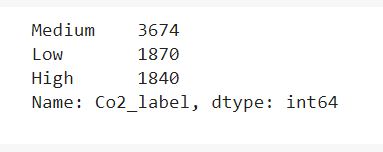 Medium    3674
Low       1870
High      1840
Name: Co2_label, dtype: int64